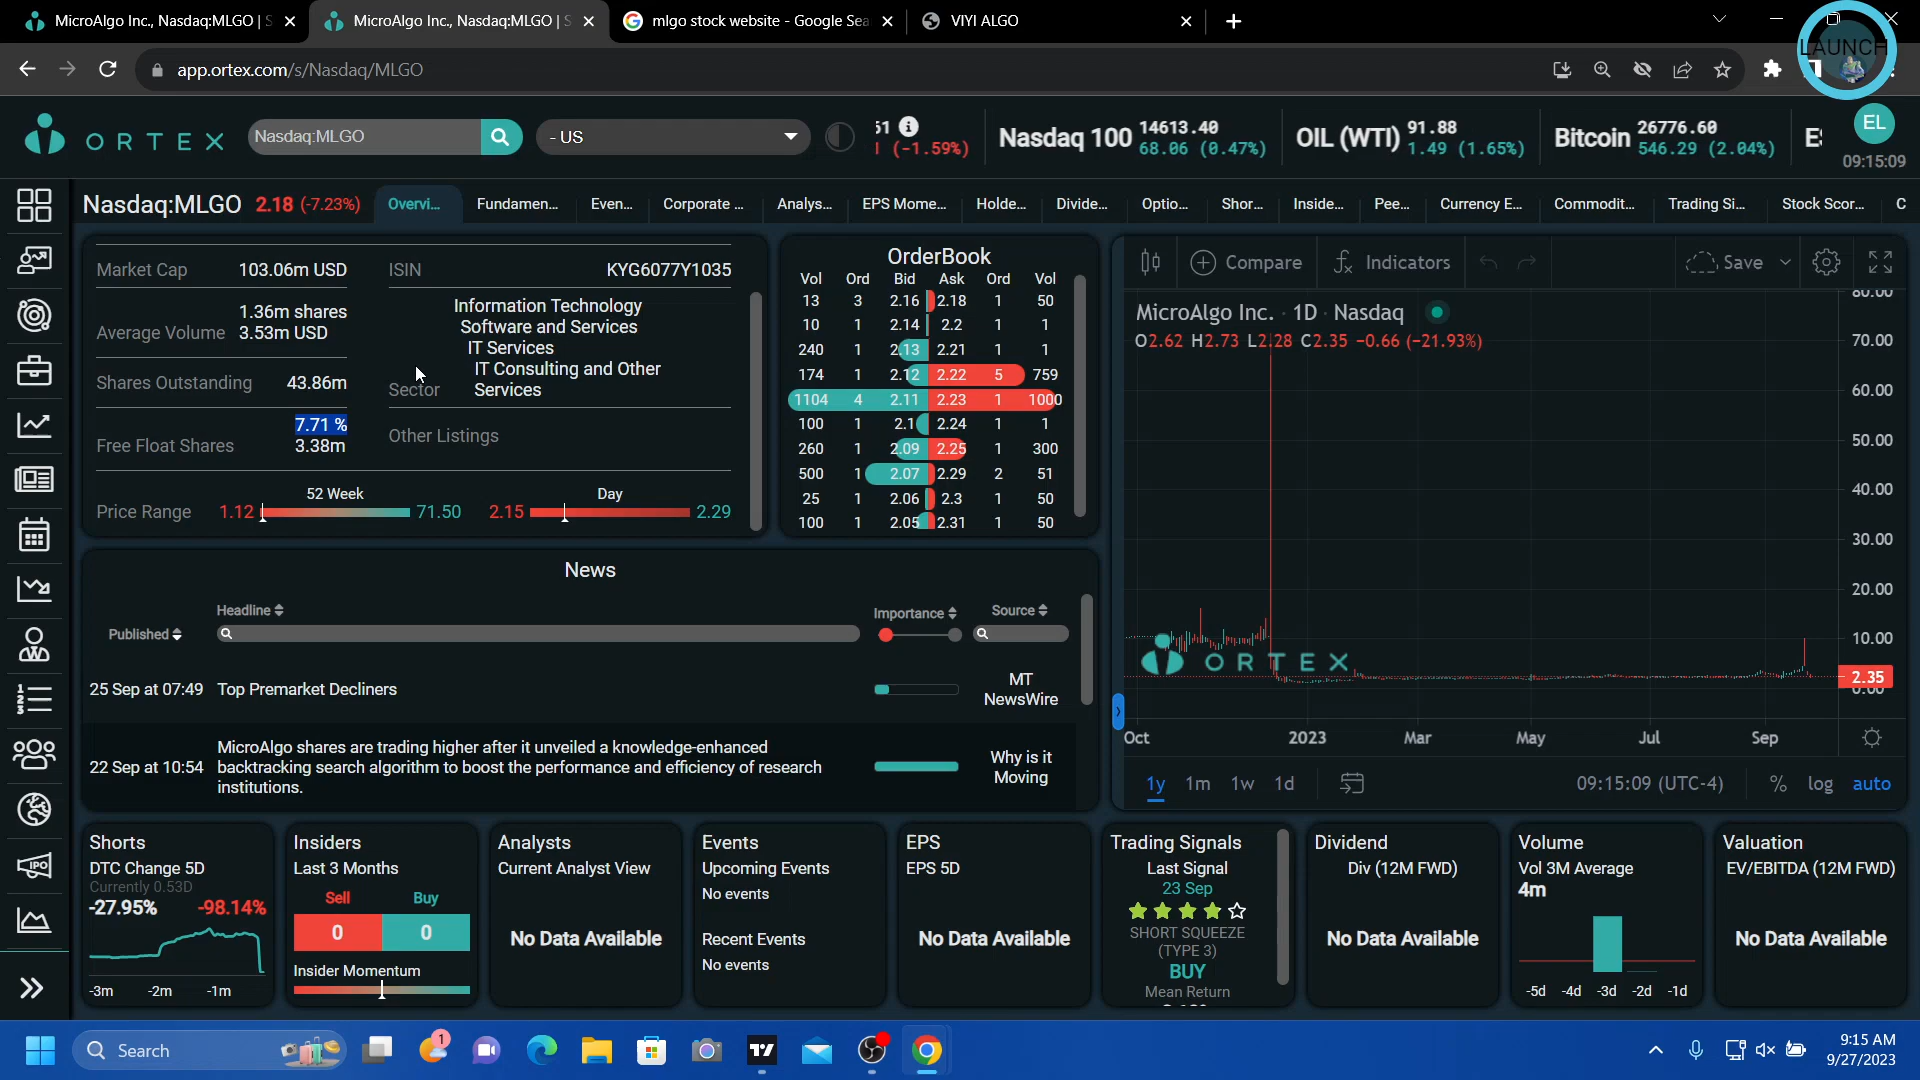 MicroAlgo Inc., Nasdaq:MLGO | S
MicroAlgo Inc., Nasdaq:MLGO | S
mlgo stock website - Google Sea
VIYI ALGO
LAUNCH
app.ortex.com/s/Nasdaq/MLGO
ORTEX
Nasdaq:MLGO
- US
(-1.59%)
Nasdaq 100 14613.40
68.06 (0.47%)
OIL (WTI) 91.88
1.49 (1.65%)
Bitcoin 26776.60
546.29 (2.04%)
EL
09:15:09
Nasdaq:MLGO 2.18 (-7.23%)
Overvi... Fundamen... Even... Corporate ... Analys... EPS Mome... Holde... Divide... Optio... Shor... Inside... Pee... Currency E... Commodit... Trading Si... Stock Scor... C
Market Cap 103.06m USD
Average Volume 1.36m shares
3.53m USD
Shares Outstanding 43.86m
Free Float Shares 7.71 %
3.38m
ISIN KYG6077Y1035
Sector
Information Technology
Software and Services
IT Services
IT Consulting and Other
Services
Other Listings
Price Range
52 Week
1.12 71.50
Day
2.15 2.29
OrderBook
Vol Ord Bid Ask Ord Vol
13 3 2.16 2.18 1 50
10 1 2.14 2.2 1 1
240 1 2.13 2.21 1 1
174 1 2.12 2.22 5 759
1104 4 2.11 2.23 1 1000
100 1 2.1 2.24 1 1
260 1 2.09 2.25 1 300
500 1 2.07 2.29 2 51
25 1 2.06 2.3 1 50
100 1 2.05 2.31 1 50
Compare
Indicators
Save
MicroAlgo Inc. · 1D · Nasdaq
O2.62 H2.73 L2.28 C2.35 -0.66 (-21.93%)
80.00
70.00
60.00
50.00
40.00
30.00
20.00
10.00
2.35
0.00
ORTEX
Oct 2023 Mar May Jul Sep
1y 1m 1w 1d
09:15:09 (UTC-4)
% log auto
News
Published
Headline
Importance
Source
25 Sep at 07:49 Top Premarket Decliners
MT
NewsWire
22 Sep at 10:54
MicroAlgo shares are trading higher after it unveiled a knowledge-enhanced
backtracking search algorithm to boost the performance and efficiency of research
institutions.
Why is it
Moving
Shorts
DTC Change 5D
Currently 0.53D
-27.95% -98.14%
-3m -2m -1m
Insiders
Last 3 Months
Sell Buy
0 0
Insider Momentum
Analysts
Current Analyst View
No Data Available
Events
Upcoming Events
No events
Recent Events
No events
EPS
EPS 5D
No Data Available
Trading Signals
Last Signal
23 Sep
SHORT SQUEEZE
(TYPE 3)
BUY
Mean Return
Dividend
Div (12M FWD)
No Data Available
Volume
Vol 3M Average
4m
-5d -4d -3d -2d -1d
Valuation
EV/EBITDA (12M FWD)
No Data Available
Search
1
9:15 AM
9/27/2023